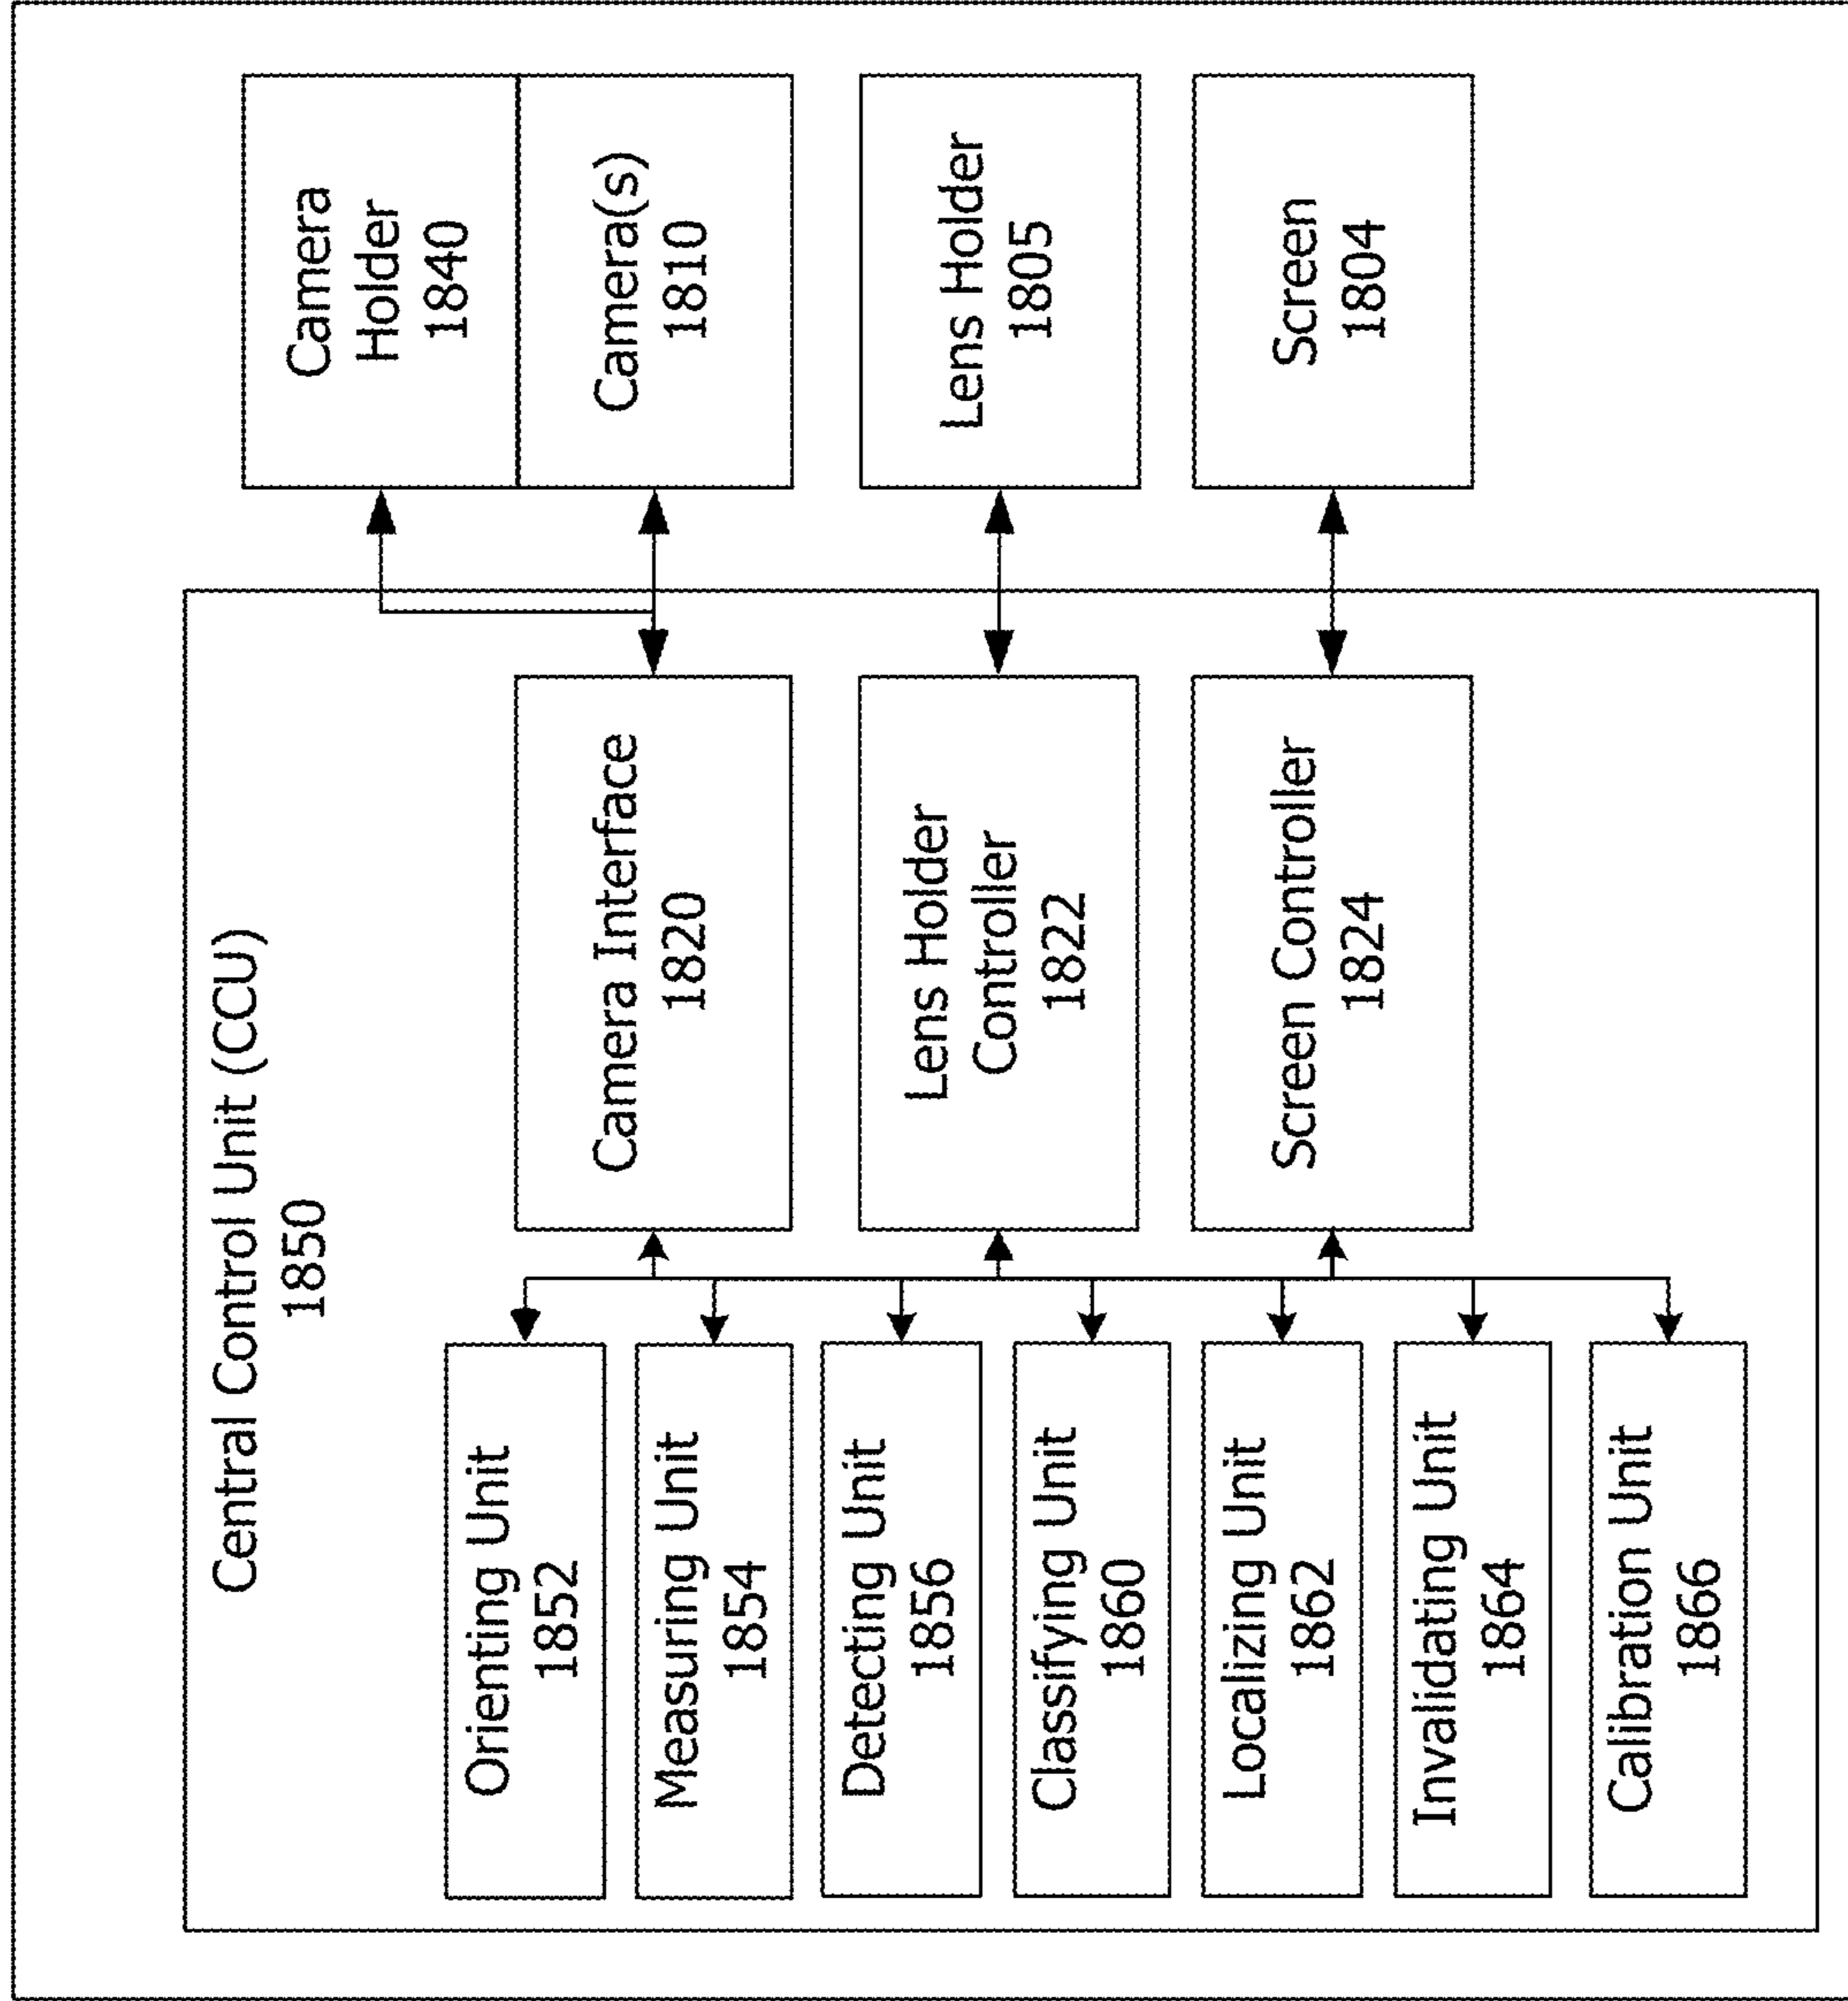 Central Control Unit (CCU)
1850
Orienting Unit
1852
Measuring Unit
1854
Detecting Unit
1856
Classifying Unit
1860
Localizing Unit
1862
Invalidating Unit
1864
Calibration Unit
1866
Camera Interface
1820
Lens Holder
Controller
1822
Screen Controller
1824
Camera
Holder
1840
Camera(s)
1810
Lens Holder
1805
Screen
1804